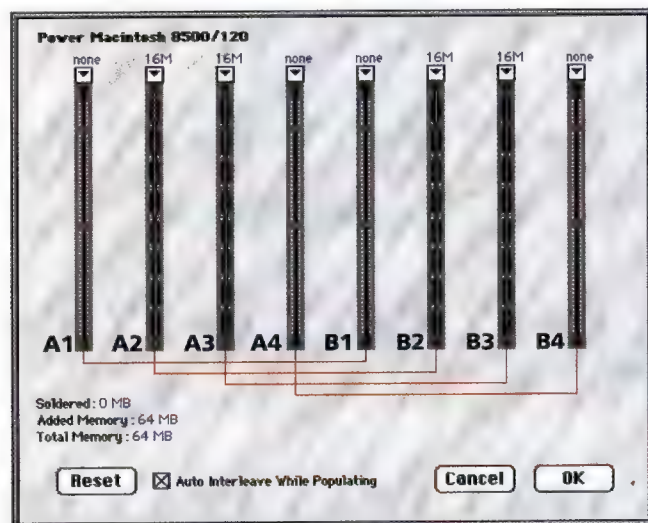 Power Macintosh 8500/120
none 16M 16M none none 16M 16M none
A1 A2 A3 A4 B1 B2 B3 B4
Soldered: 0 MB
Added Memory: 64 MB
Total Memory: 64 MB
Reset Auto Interleave While Populating Cancel OK